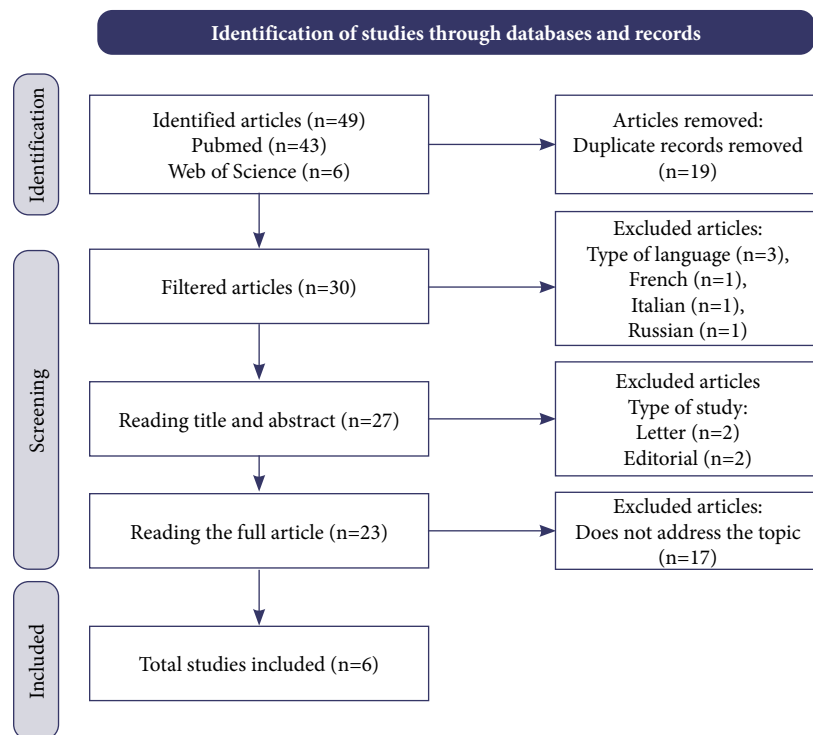 Identification of studies through databases and records
Identification
Identified articles (n=49)
Pubmed (n=43)
Web of Science (n=6)
Articles removed:
Duplicate records removed
(n=19)
Screening
Filtered articles (n=30)
Excluded articles:
Type of language (n=3),
French (n=1),
Italian (n=1),
Russian (n=1)
Reading title and abstract (n=27)
Excluded articles
Type of study:
Letter (n=2)
Editorial (n=2)
Reading the full article (n=23)
Excluded articles:
Does not address the topic
(n=17)
Included
Total studies included (n=6)